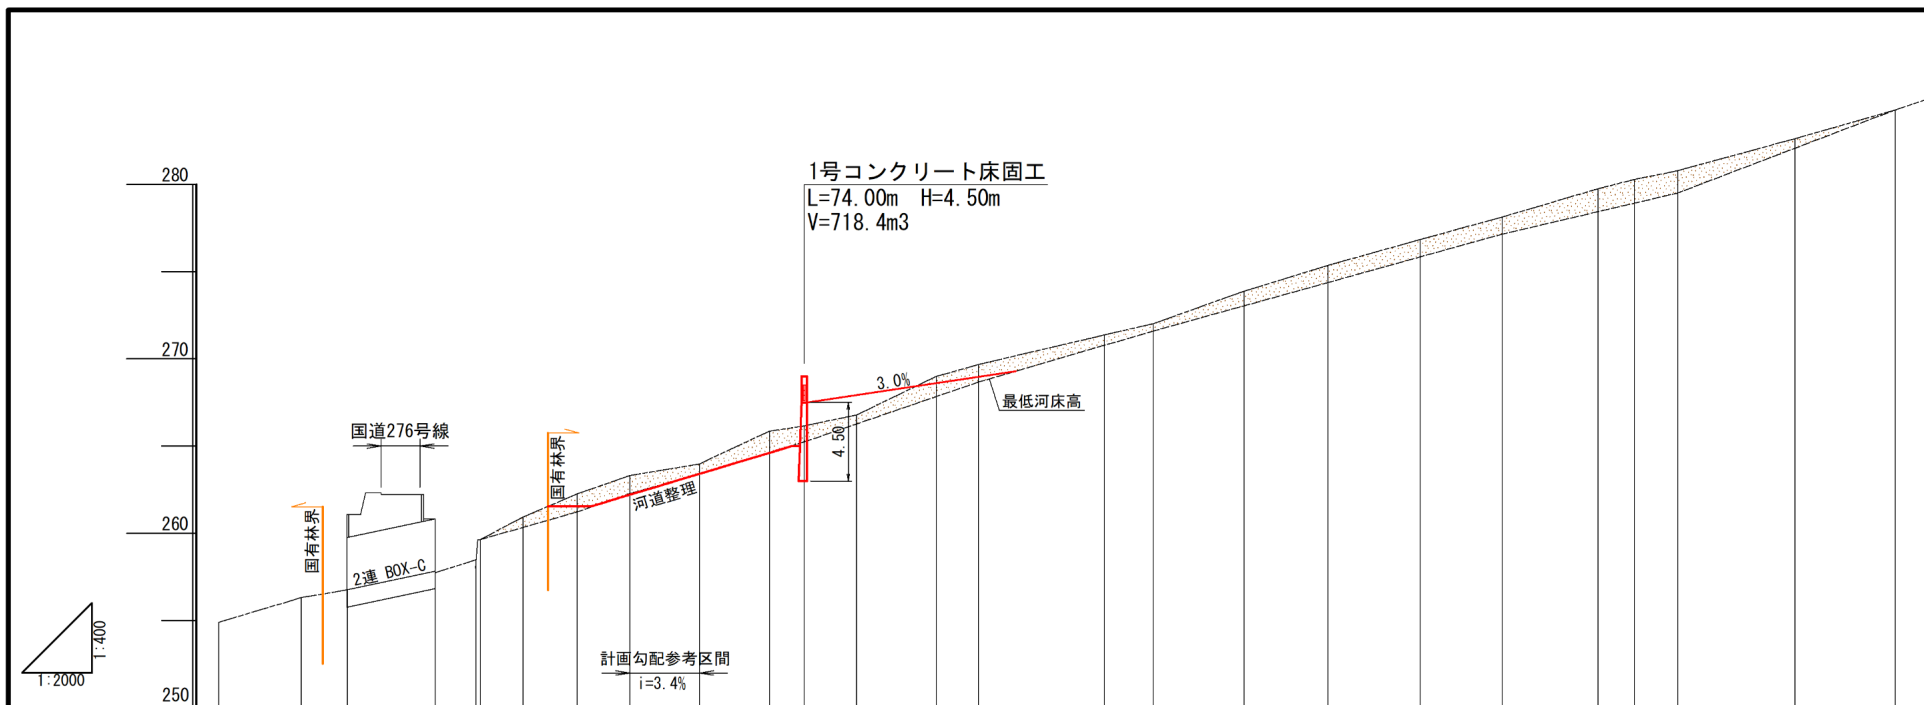 1号コンクリート床固工
L=74.00m H=4.50m
V=718.4m3
280
270
260
250
3.0%
最低河床高
4.50
国道276号線
国有林界
国有林界
河道整理
2連 BOX-C
計画勾配参考区間
i=3.4%
1:400
1:2000